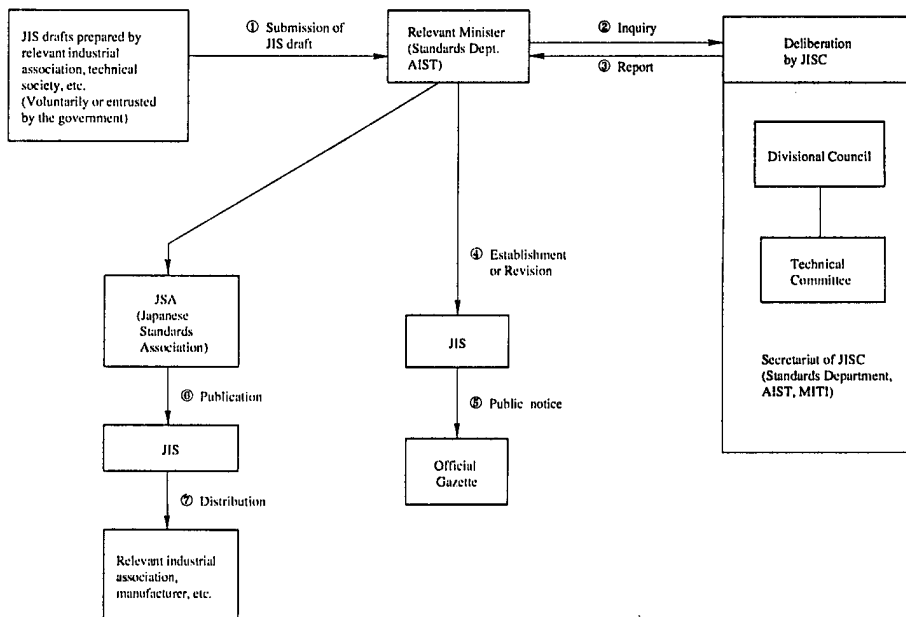 JIS drafts prepared by
relevant industrial
association, technical
society, etc.
(Voluntarily or entrusted
by the government)
① Submission of
JIS draft
Relevant Minister
(Standards Dept.
AIST)
② Inquiry
③ Report
Deliberation
by JISC
Divisional Council
Technical
Committee
Secretariat of JISC
(Standards Department,
AIST, MITI)
④ Establishment
or Revision
JIS
⑤ Public notice
Official
Gazette
JSA
(Japanese
Standards
Association)
⑥ Publication
JIS
⑦ Distribution
Relevant industrial
association,
manufacturer, etc.